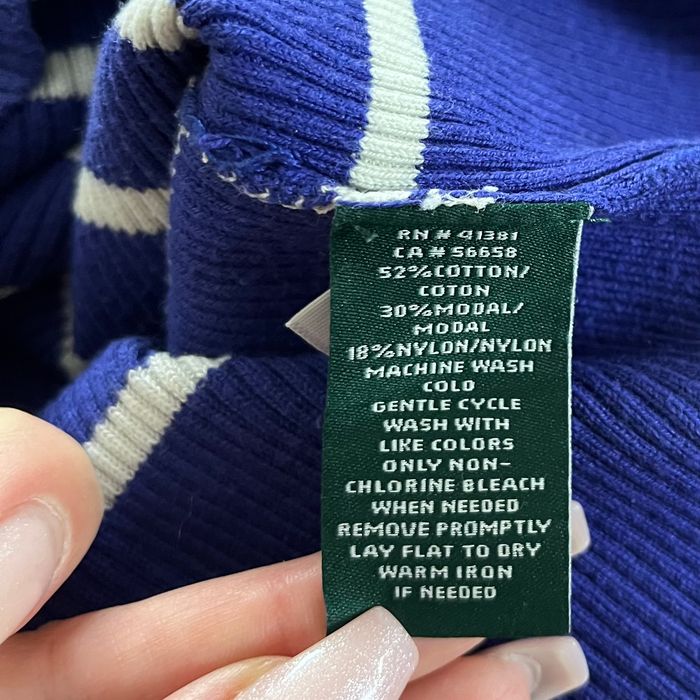 RN # 41381
CA # 56658
52%COTTON/
COTON
30%MODAL/
MODAL
18%NYLON/NYLON
MACHINE WASH
COLD
GENTLE CYCLE
WASH WITH
LIKE COLORS
ONLY NON-
CHLORINE BLEACH
WHEN NEEDED
REMOVE PROMPTLY
LAY FLAT TO DRY
WARM IRON
IF NEEDED